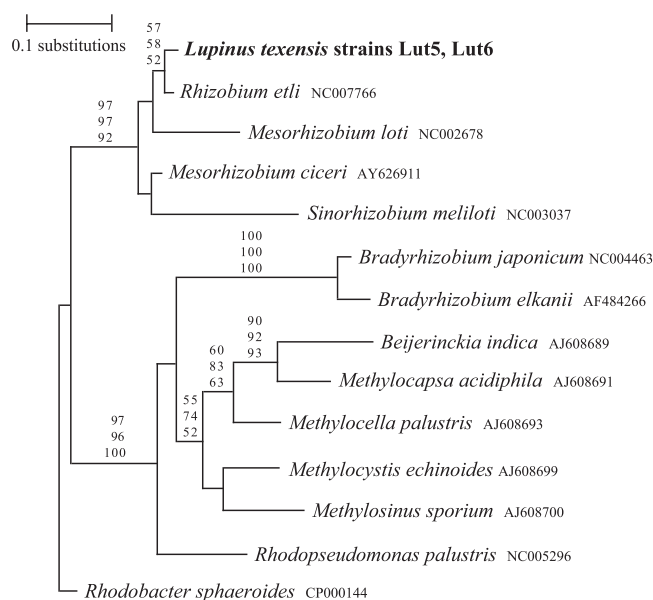 0.1 substitutions
57
58
52
Lupinus texensis strains Lut5, Lut6
Rhizobium etli NC007766
97
97
92
Mesorhizobium loti NC002678
Mesorhizobium ciceri AY626911
Sinorhizobium meliloti NC003037
100
100
100
Bradyrhizobium japonicum NC004463
Bradyrhizobium elkanii AF484266
90
92
93
Beijerinckia indica AJ608689
60
83
63
Methylocapsa acidiphila AJ608691
55
74
52
Methylocella palustris AJ608693
97
96
100
Methylocystis echinoides AJ608699
Methylosinus sporium AJ608700
Rhodopseudomonas palustris NC005296
Rhodobacter sphaeroides CP000144